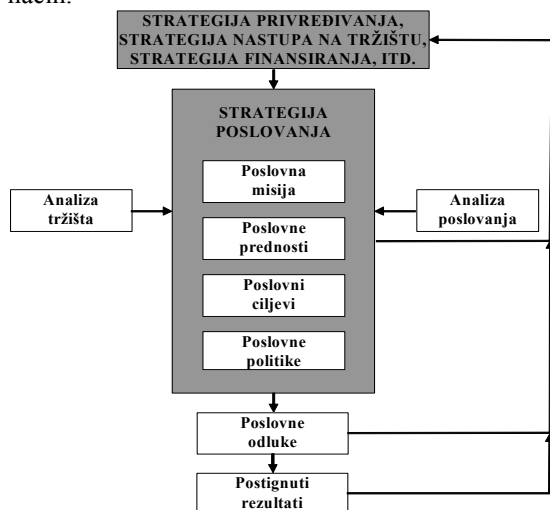 način:
STRATEGIJA PRIVREĐIVANJA,
STRATEGIJA NASTUPA NA TRŽIŠTU,
STRATEGIJA FINANSIRANJA, ITD.
STRATEGIJA
POSLOVANJA
Poslovna
misija
Analiza
tržišta
Analiza
poslovanja
Poslovne
prednosti
Poslovni
ciljevi
Poslovne
politike
Poslovne
odluke
Postignuti
rezultati